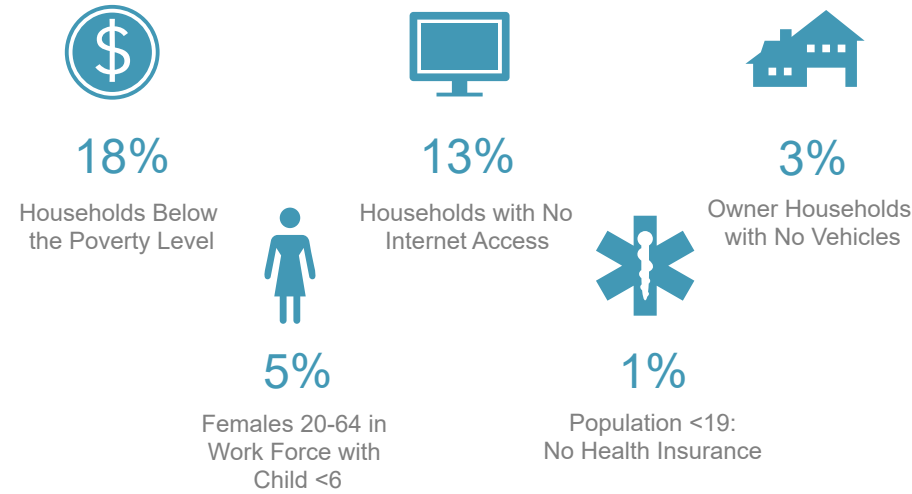 $
18%
Households Below
the Poverty Level
13%
Households with No
Internet Access
3%
Owner Households
with No Vehicles
5%
Females 20-64 in
Work Force with
Child <6
1%
Population <19:
No Health Insurance